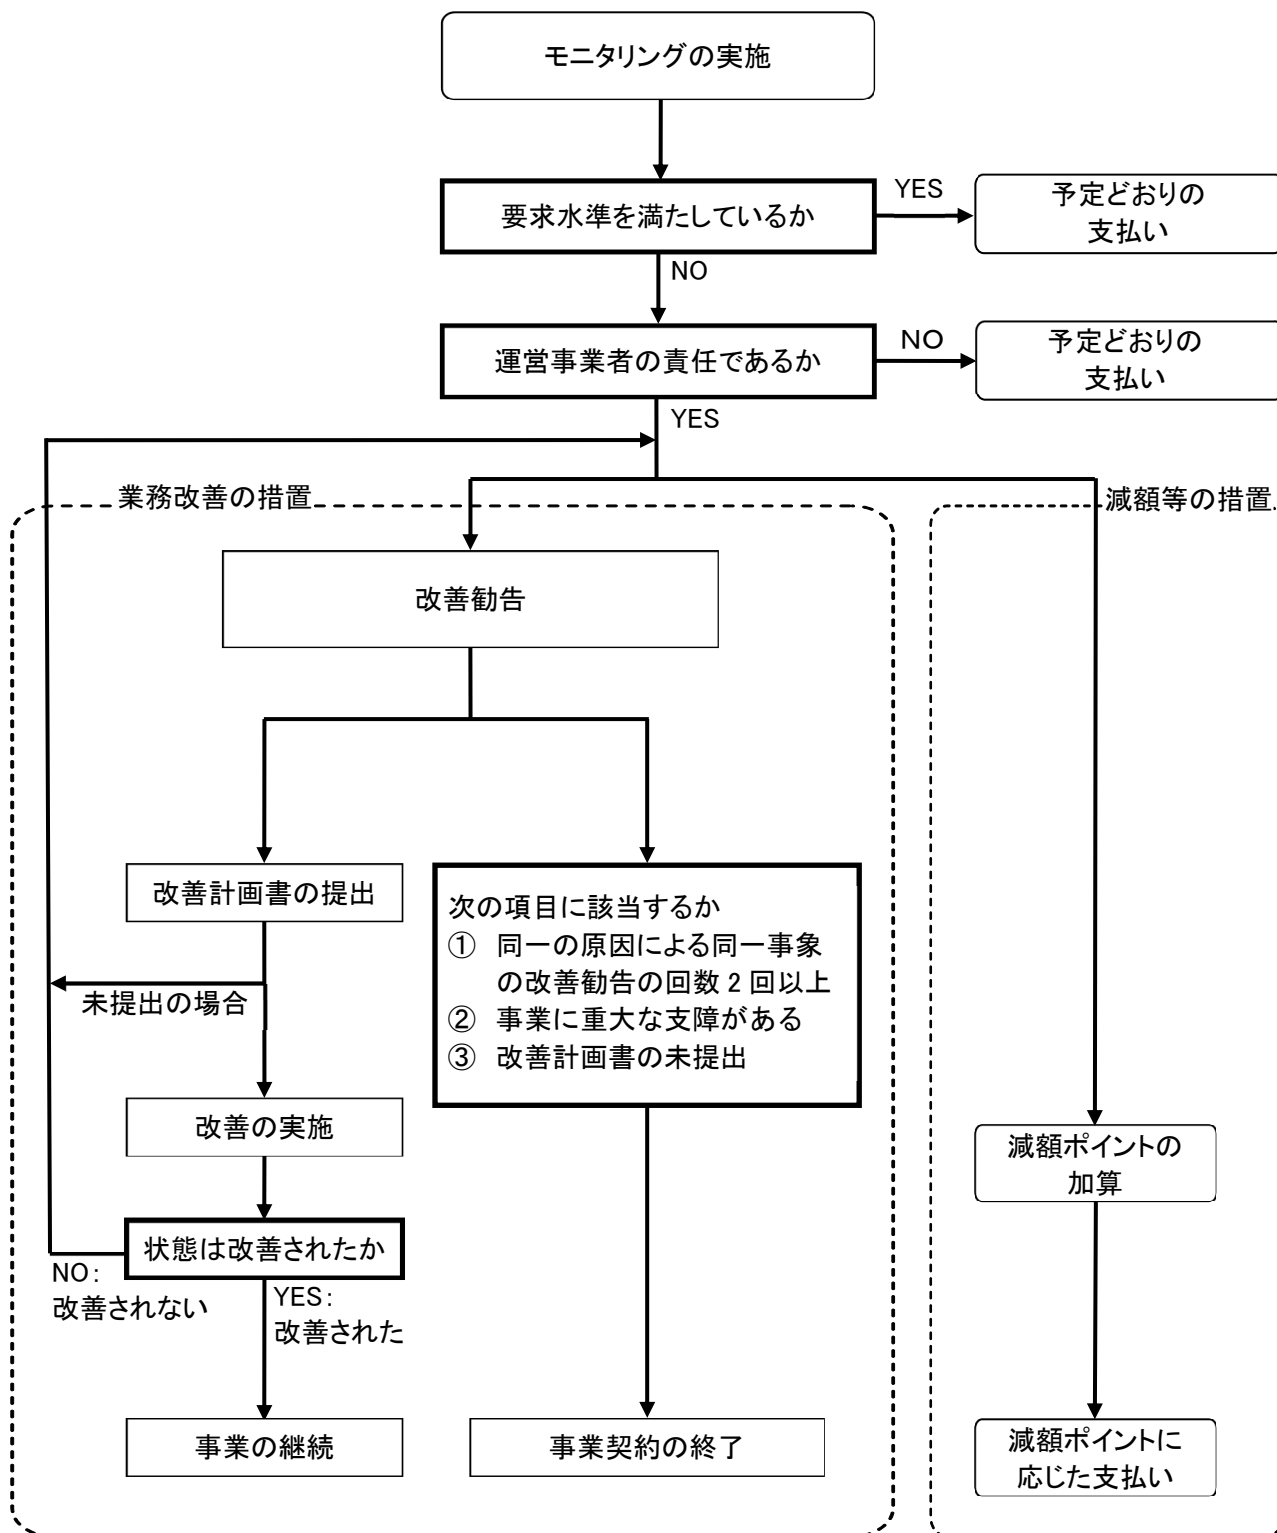 モニタリングの実施
要求水準を満たしているか
YES
予定どおりの
支払い
NO
運営事業者の責任であるか
NO
予定どおりの
支払い
YES
業務改善の措置
減額等の措置
改善勧告
改善計画書の提出
未提出の場合
次の項目に該当するか
① 同一の原因による同一事象
の改善勧告の回数 2 回以上
② 事業に重大な支障がある
③ 改善計画書の未提出
改善の実施
減額ポイントの
加算
状態は改善されたか
NO:
改善されない
YES:
改善された
事業の継続
事業契約の終了
減額ポイントに
応じた支払い